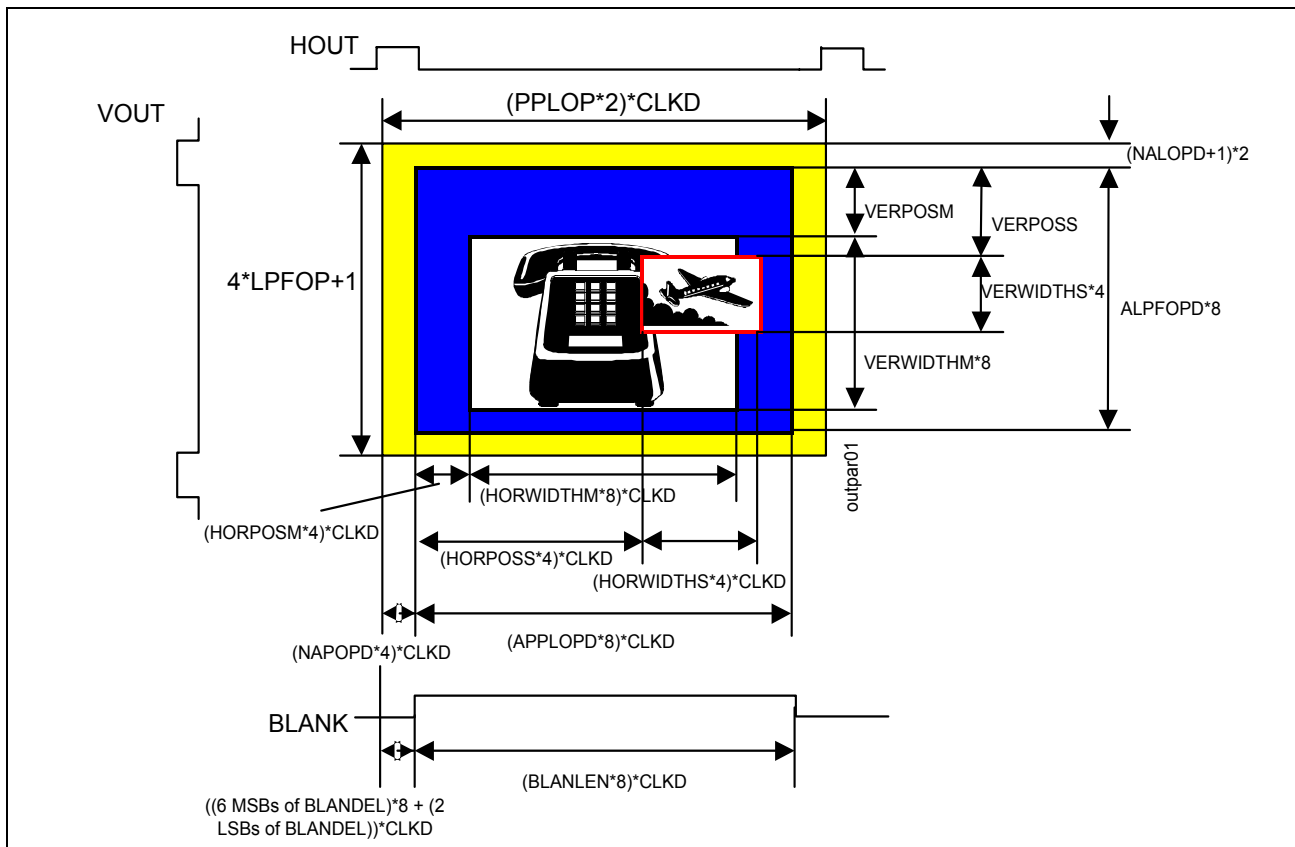 HOUT
(PPLOP*2)*CLKD
VOUT
(NALOPD+1)*2
VERPOSM
VERPOSS
4*LPFOP+1
VERWIDTHS*4
ALPFOPD*8
VERWIDTHM*8
outpar01
(HORWIDTHM*8)*CLKD
(HORPOSM*4)*CLKD
(HORPOSS*4)*CLKD
(HORWIDTHS*4)*CLKD
(APPLOPD*8)*CLKD
(NAPOPD*4)*CLKD
BLANK
(BLANLEN*8)*CLKD
((6 MSBs of BLANDEL)*8 + (2
LSBs of BLANDEL))*CLKD